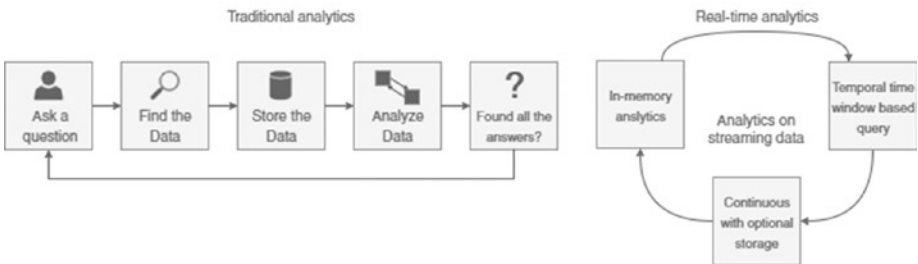 Traditional analytics
Ask a
question
Find the
Data
Store the
Data
Analyze
Data
?
Found all the
answers?
Real-time analytics
In-memory
anslytics
Temporal time
window based
query
Analytics on
streaming data
Continuous
with optional
storage